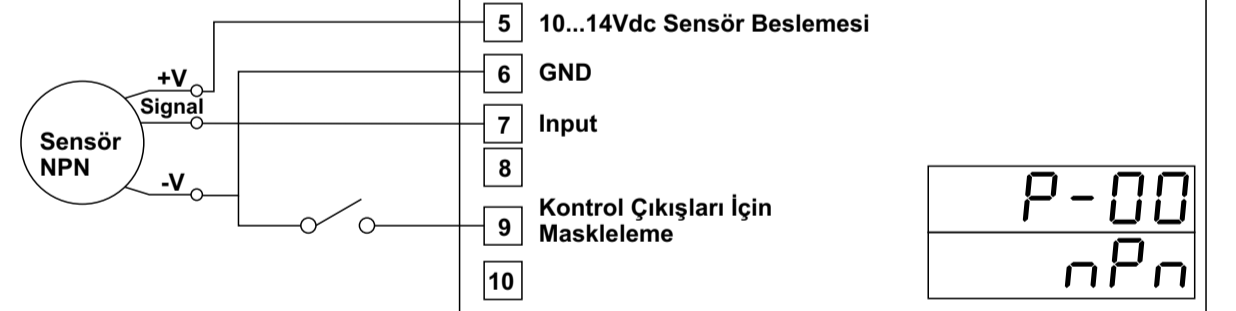 5 10...14Vdc Sensör Beslemesi
+V
6 GND
Signal
7 Input
Sensör
NPN
8
-V
Kontrol Çıkışları İçin
9 Maskleleme
10
P-00
nPn